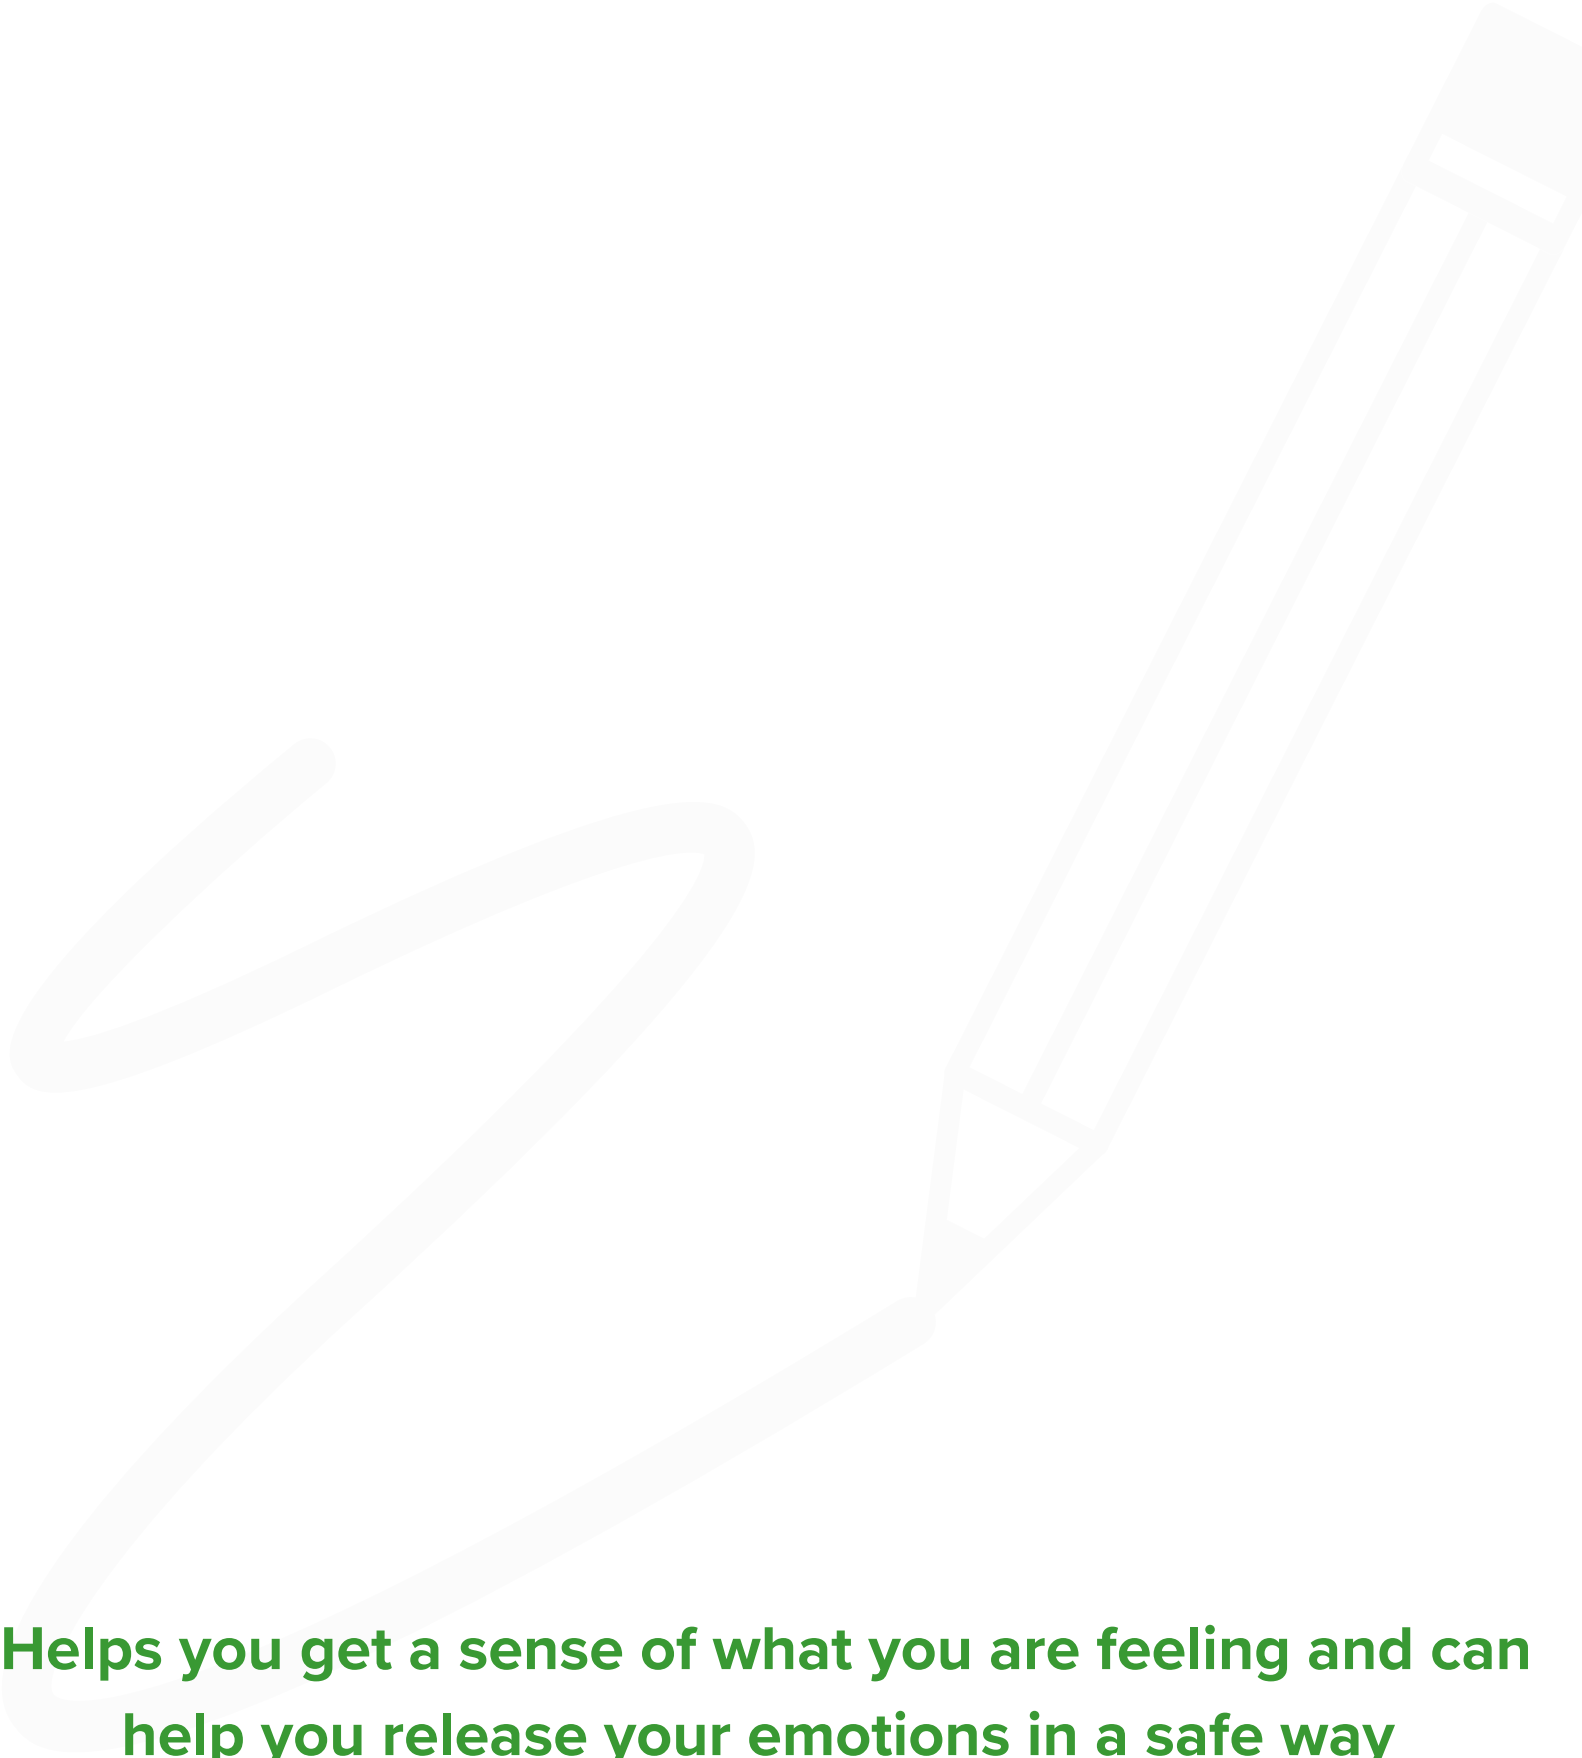 Helps you get a sense of what you are feeling and can
help you release your emotions in a safe way